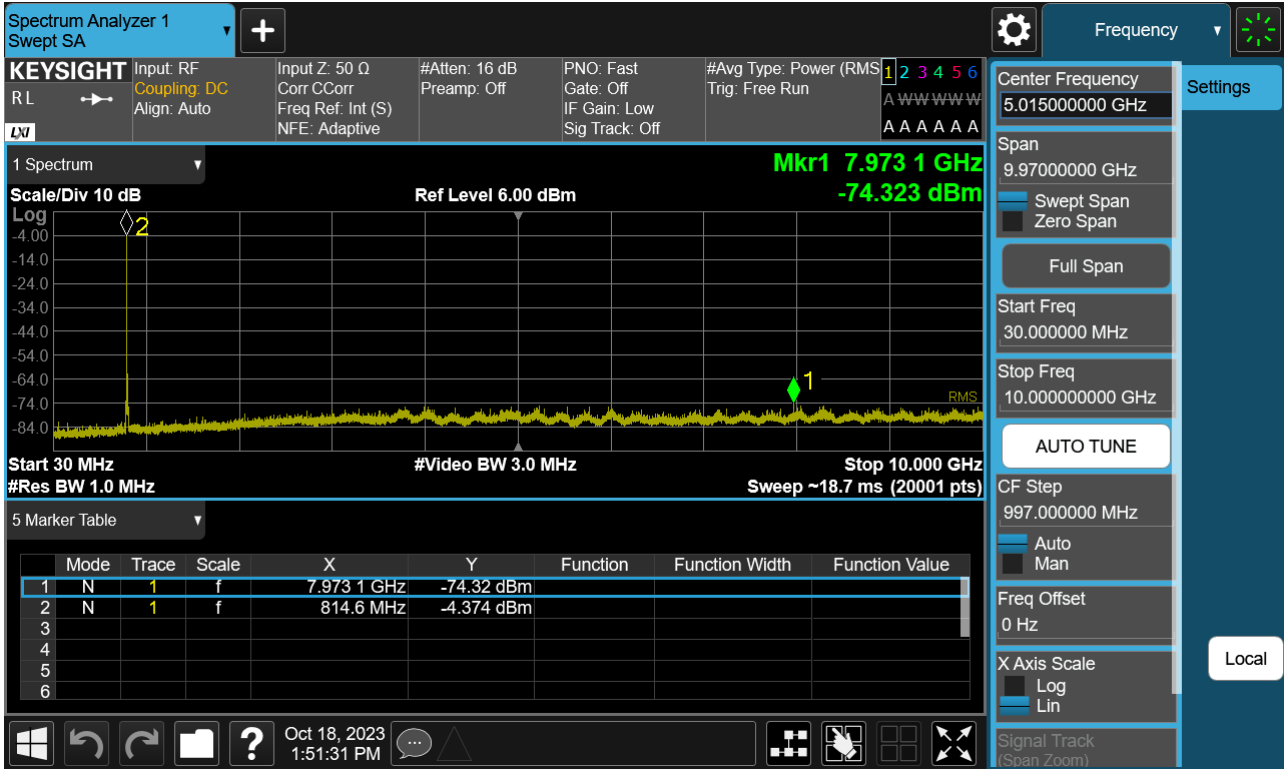 Spectrum Analyzer 1
Swept SA
Frequency
KEYSIGHT
R L
LXI
Input: RF
Coupling: DC
Align: Auto
Input Z: 50 Ω
Corr CCorr
Freq Ref: Int (S)
NFE: Adaptive
#Atten: 16 dB
Preamp: Off
PNO: Fast
Gate: Off
IF Gain: Low
Sig Track: Off
#Avg Type: Power (RMS
Trig: Free Run
1 2 3 4 5 6
A W W W W W
A A A A A A
Center Frequency
5.015000000 GHz
Settings
Span
9.97000000 GHz
Swept Span
Zero Span
Full Span
Start Freq
30.000000 MHz
Stop Freq
10.000000000 GHz
AUTO TUNE
CF Step
997.000000 MHz
Auto
Man
Freq Offset
0 Hz
X Axis Scale
Log
Lin
Signal Track
(Span Zoom)
Local
1 Spectrum
Mkr1 7.973 1 GHz
-74.323 dBm
Scale/Div 10 dB
Ref Level 6.00 dBm
Log
2
-4.00
-14.0
-24.0
-34.0
-44.0
-54.0
-64.0
1
-74.0
RMS
-84.0
Start 30 MHz
#Video BW 3.0 MHz
Stop 10.000 GHz
#Res BW 1.0 MHz
Sweep ~18.7 ms (20001 pts)
5 Marker Table
Mode Trace Scale X Y Function Function Width Function Value
1 N 1 f 7.973 1 GHz -74.32 dBm
2 N 1 f 814.6 MHz -4.374 dBm
3
4
5
6
?
Oct 18, 2023
1:51:31 PM